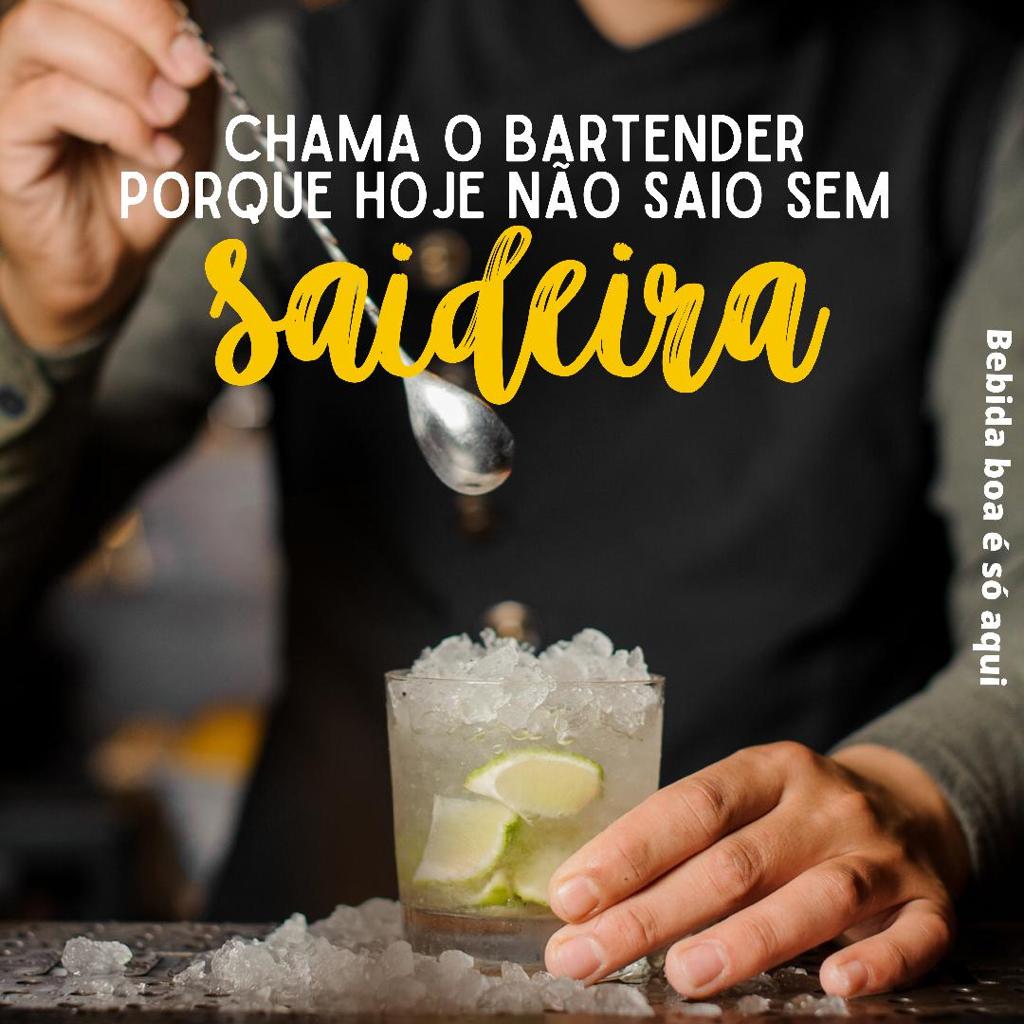 CHAMA O BARTENDER
PORQUE HOJE NÃO SAIO SEM
saideira
Bebida boa é só aqui